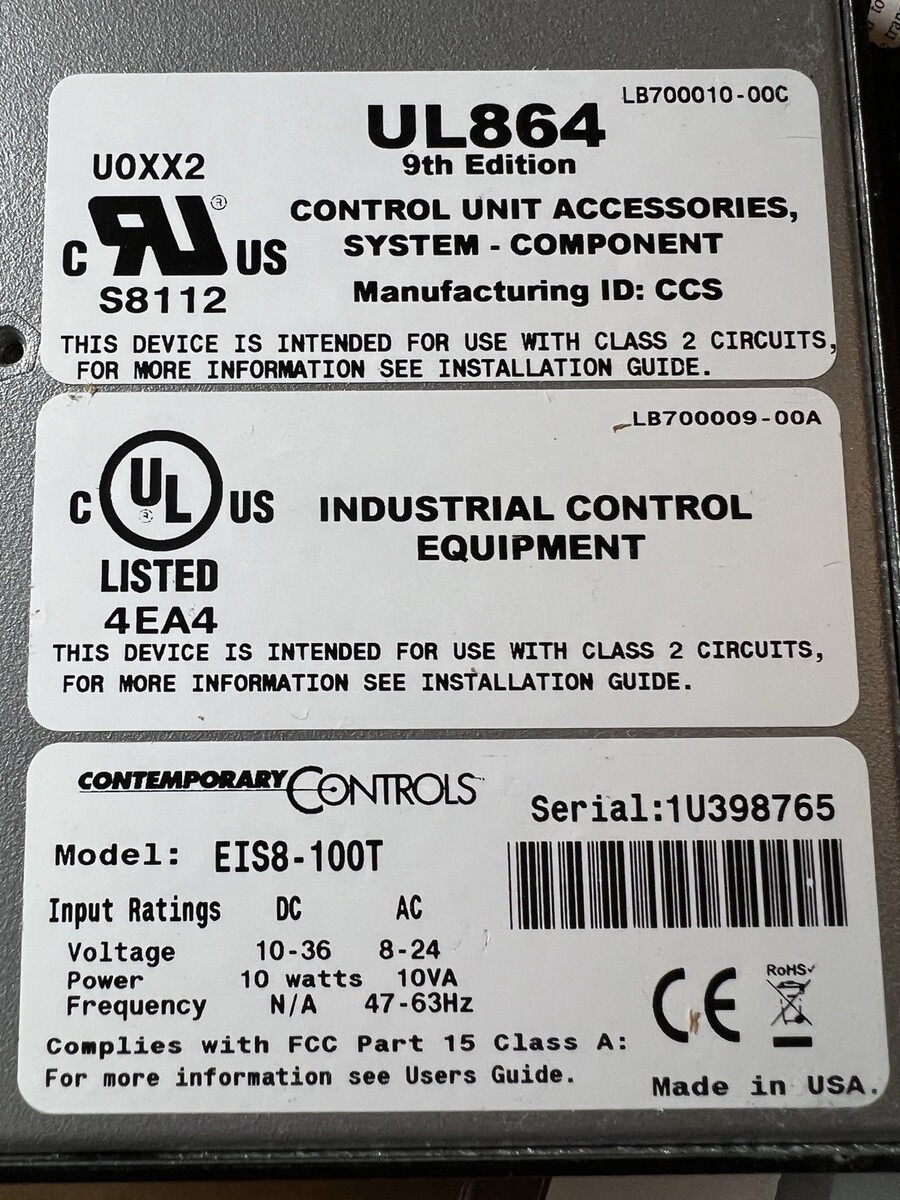 LB700010-00C
UL864
9th Edition
UOXX2
C RU ® US
S8112
CONTROL UNIT ACCESSORIES,
SYSTEM - COMPONENT
Manufacturing ID: CCS
THIS DEVICE IS INTENDED FOR USE WITH CLASS 2 CIRCUITS,
FOR MORE INFORMATION SEE INSTALLATION GUIDE.
LB700009-00A
C UL ® US
LISTED
4EA4
INDUSTRIAL CONTROL
EQUIPMENT
THIS DEVICE IS INTENDED FOR USE WITH CLASS 2 CIRCUITS,
FOR MORE INFORMATION SEE INSTALLATION GUIDE.
CONTEMPORARY CONTROLS
Serial:1U398765
Model: EIS8-100T
Input Ratings DC AC
Voltage 10-36 8-24
Power 10 watts 10VA
Frequency N/A 47-63Hz
CE
RoHS✓
Complies with FCC Part 15 Class A:
For more information see Users Guide.
Made in USA.